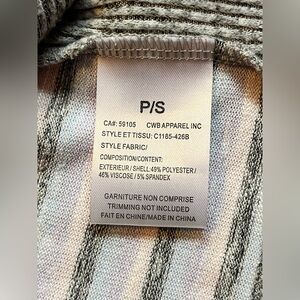 P/S
CA#: 59105 CWB APPAREL INC
STYLE ET TISSU: C1185-426B
STYLE FABRIC/
COMPOSITION/CONTENT:
EXTERIEUR / SHELL:49% POLYESTER /
46% VISCOSE / 5% SPANDEX
GARNITURE NON COMPRISE
TRIMMING NOT INCLUDED
FAIT EN CHINE/MADE IN CHINA